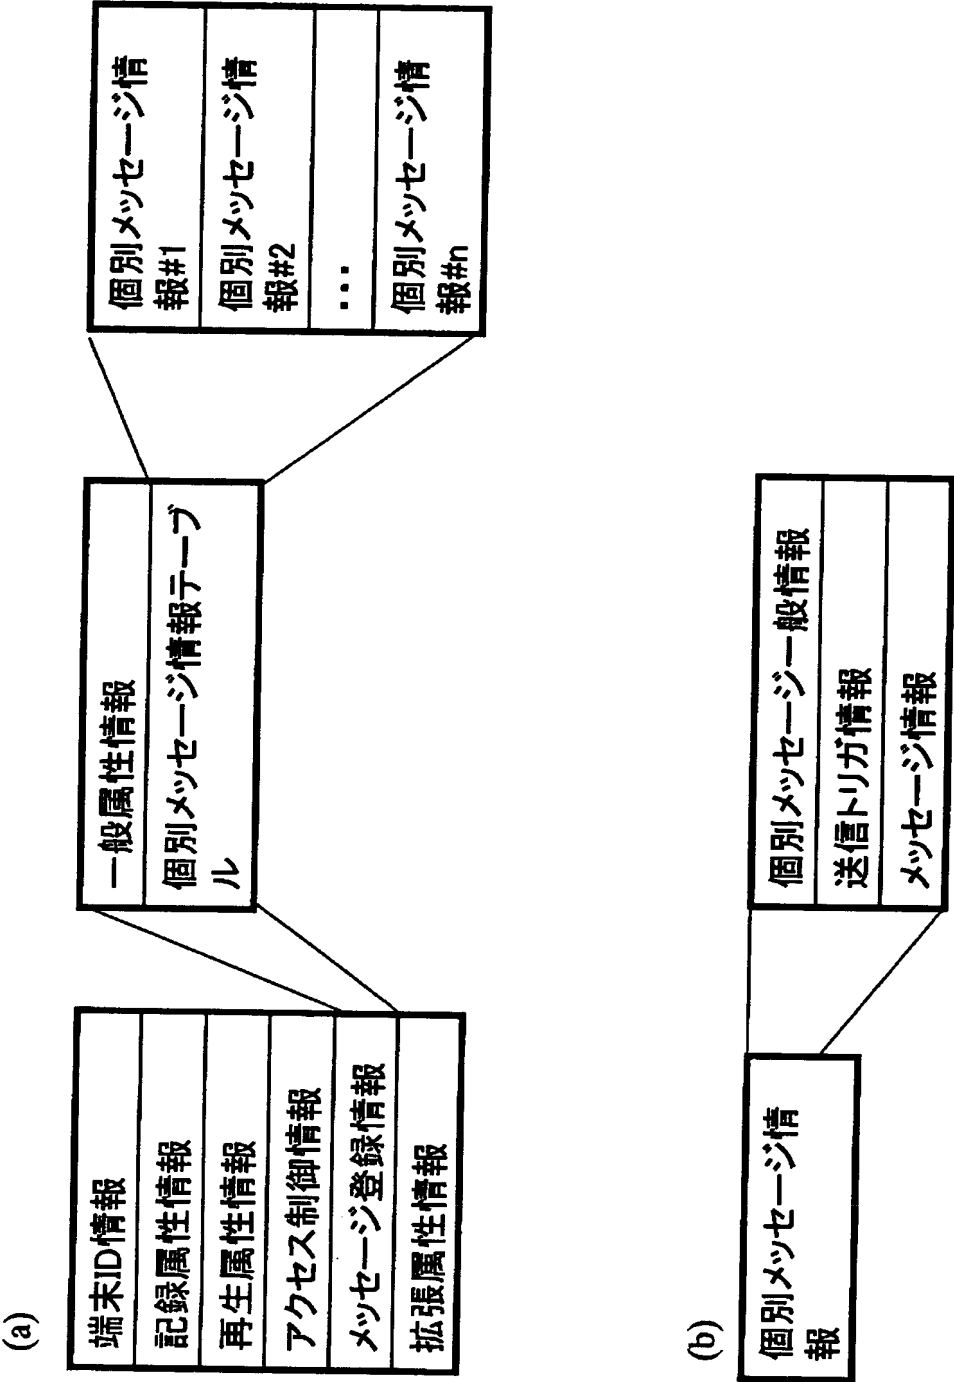 (a)
端末ID情報
記録属性情報
再生属性情報
アクセス制御情報
メッセージ登録情報
拡張属性情報
一般属性情報
個別メッセージ情報テーブ
ル
個別メッセージ情
報#1
個別メッセージ情
報#2
...
個別メッセージ情
報#n
(b)
個別メッセージ情
報
個別メッセージ一般情報
送信トリガ情報
メッセージ情報